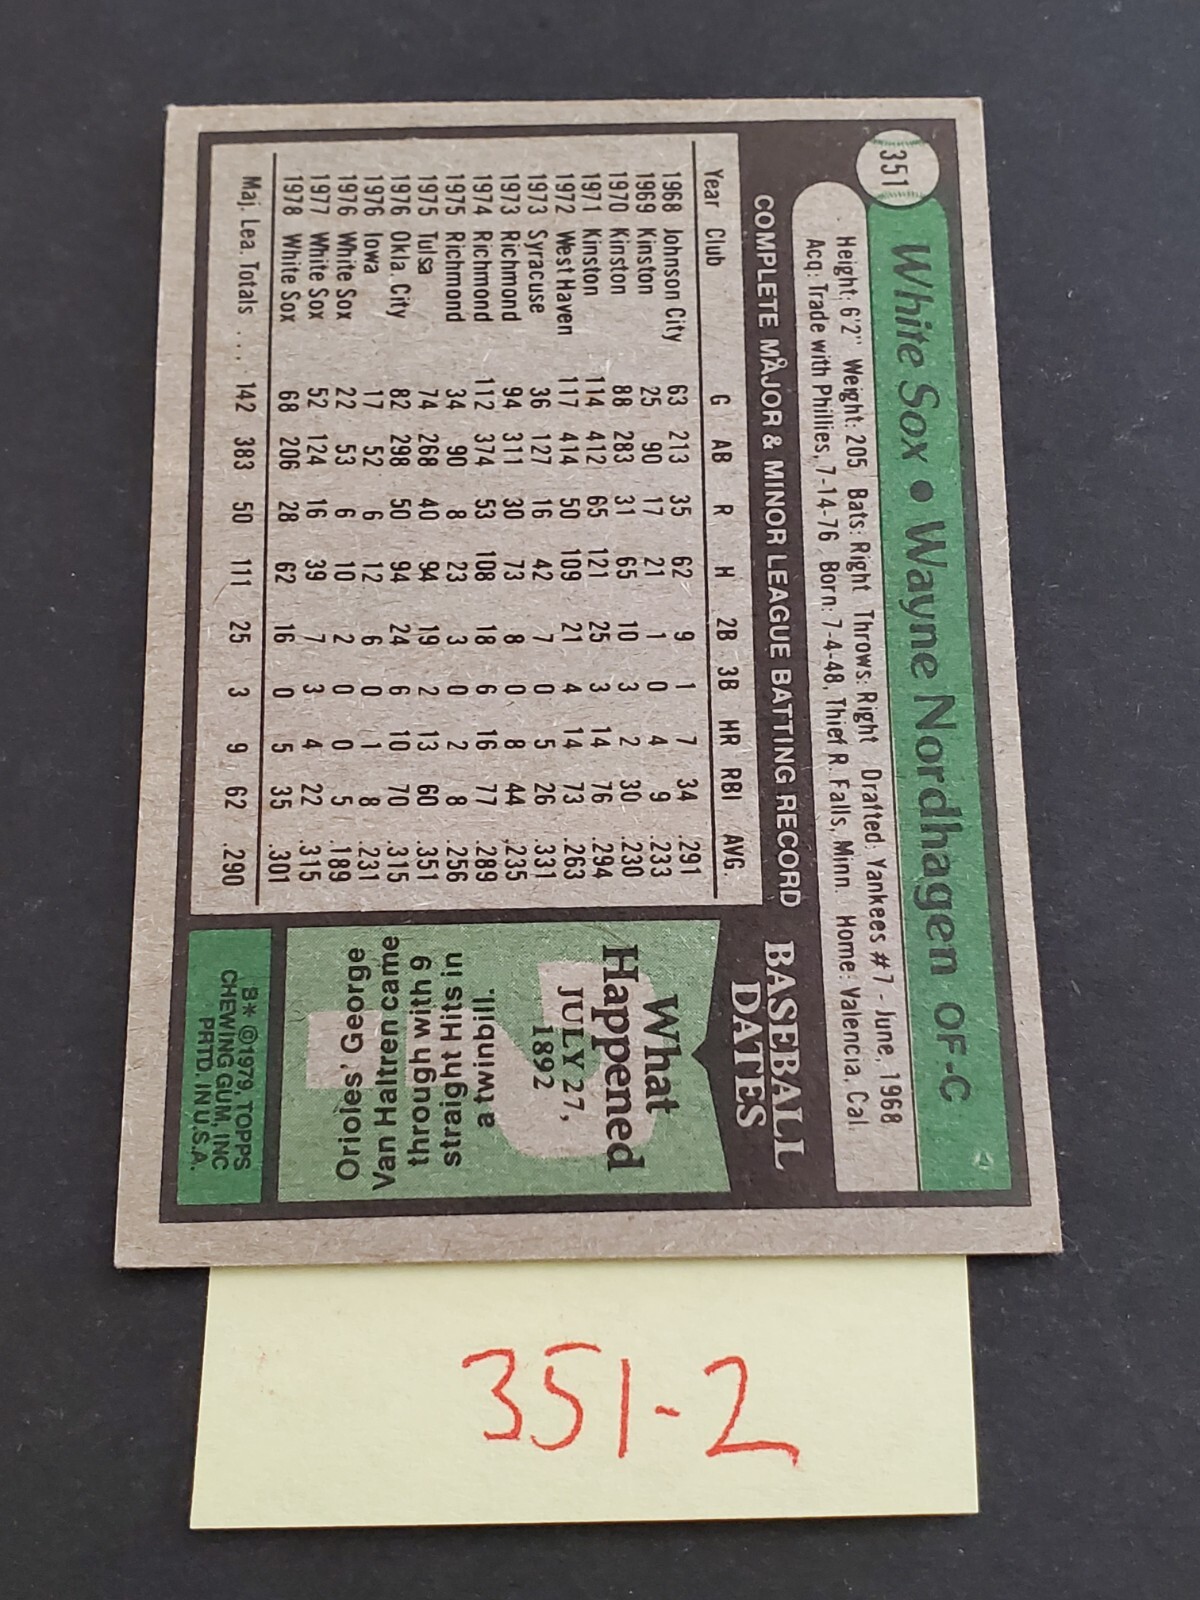 351
White Sox • Wayne Nordhagen OF-C
Height: 6'2" Weight: 205 Bats: Right Throws: Right Drafted: Yankees #7 - June, 1968
Acq: Trade with Phillies, 7-14-76 Born: 7-4-48, Thief R. Falls, Minn. Home: Valencia, Cal.
COMPLETE MAJOR & MINOR LEAGUE BATTING RECORD
Year Club G AB R H 2B 3B HR RBI AVG.
1968 Johnson City 63 213 35 62 9 1 7 34 .291
1969 Kinston 25 90 17 21 1 0 4 9 .233
1970 Kinston 88 283 31 65 10 3 2 30 .230
1971 Kinston 114 412 65 121 25 3 14 76 .294
1972 West Haven 117 414 50 109 21 4 14 73 .263
1973 Syracuse 36 127 16 42 7 0 5 26 .331
1973 Richmond 94 311 30 73 8 0 8 44 .235
1974 Richmond 112 374 53 108 18 6 16 77 .289
1975 Richmond 34 90 8 23 3 0 2 8 .256
1975 Tulsa 74 268 40 94 19 2 13 60 .351
1976 Okla. City 82 298 50 94 24 6 10 70 .315
1976 Iowa 17 52 6 12 6 0 1 8 .231
1976 White Sox 22 53 6 10 2 0 0 5 .189
1977 White Sox 52 124 16 39 7 3 4 22 .315
1978 White Sox 68 206 28 62 16 0 5 35 .301
Maj. Lea. Totals ... 142 383 50 111 25 3 9 62 .290
BASEBALL
DATES
What
Happened
JULY 27,
1892
Orioles' George
Van Haltren came
through with 9
straight Hits in
a twinbill.
B* ©1979, TOPPS
CHEWING GUM, INC
PRTD. IN U.S.A.
351-2